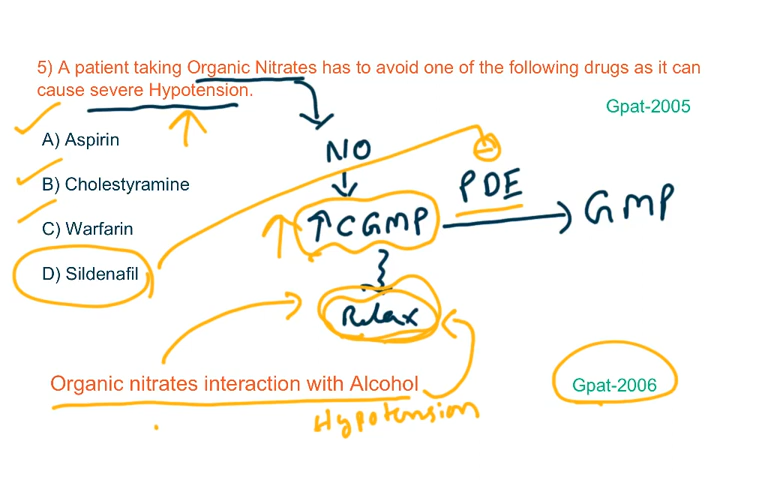 5) A patient taking Organic Nitrates has to avoid one of the following drugs as it can
cause severe Hypotension.
Gpat-2005
A) Aspirin
NO
B) Cholestyramine
PDE
↑ CGMP
GMP
C) Warfarin
D) Sildenafil
Relax
Organic nitrates interaction with Alcohol
Gpat-2006
Hypotension